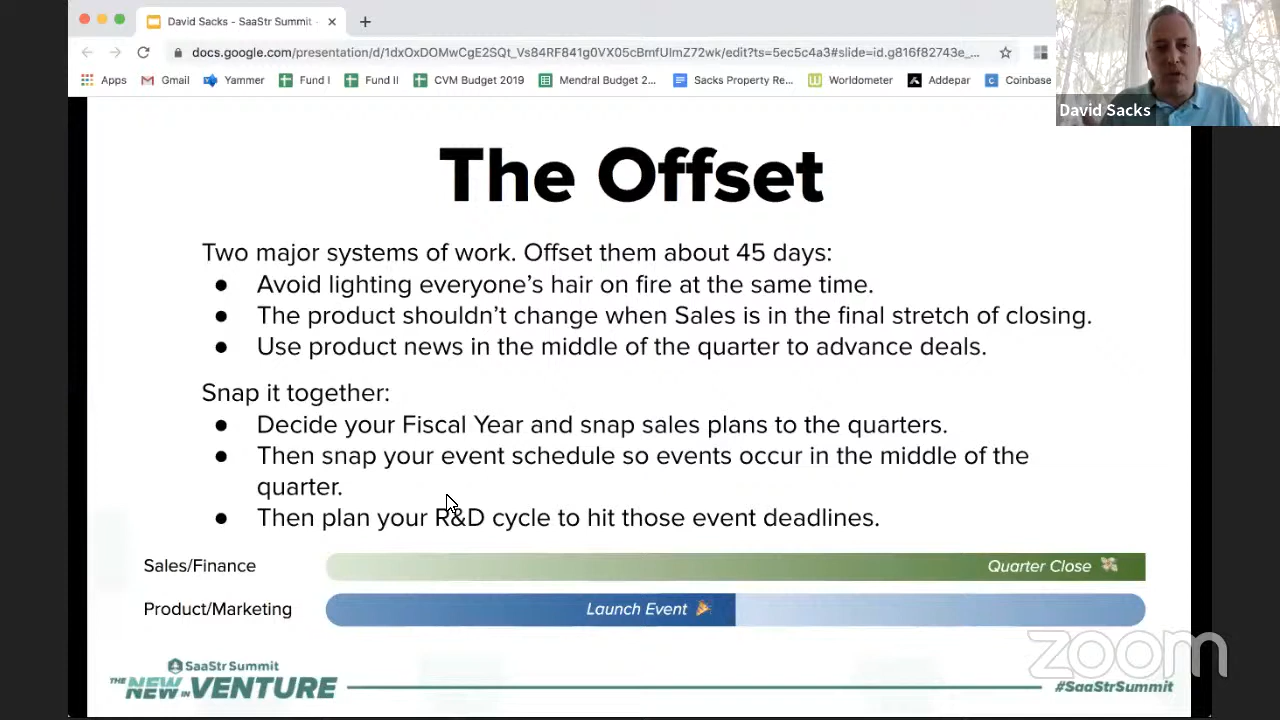 David Sacks - SaaStr Summit -
docs.google.com/presentation/d/1dxOxDOMwCgE2SQt_Vs84RF841g0VX05cBmfUlmZ72wk/edit?ts=5ec5c4a3#slide=id.g816f82743e_...
Apps Gmail Yammer Fund I Fund II CVM Budget 2019 Mendral Budget 2... Sacks Property Re... Worldometer Addepar Coinbase
David Sacks
The Offset
Two major systems of work. Offset them about 45 days:
● Avoid lighting everyone’s hair on fire at the same time.
● The product shouldn’t change when Sales is in the final stretch of closing.
● Use product news in the middle of the quarter to advance deals.
Snap it together:
● Decide your Fiscal Year and snap sales plans to the quarters.
● Then snap your event schedule so events occur in the middle of the
quarter.
● Then plan your R&D cycle to hit those event deadlines.
Sales/Finance Quarter Close 💸
Product/Marketing Launch Event 🎉
zoom
SaaStr Summit
THE NEW IN VENTURE
#SaaStrSummit